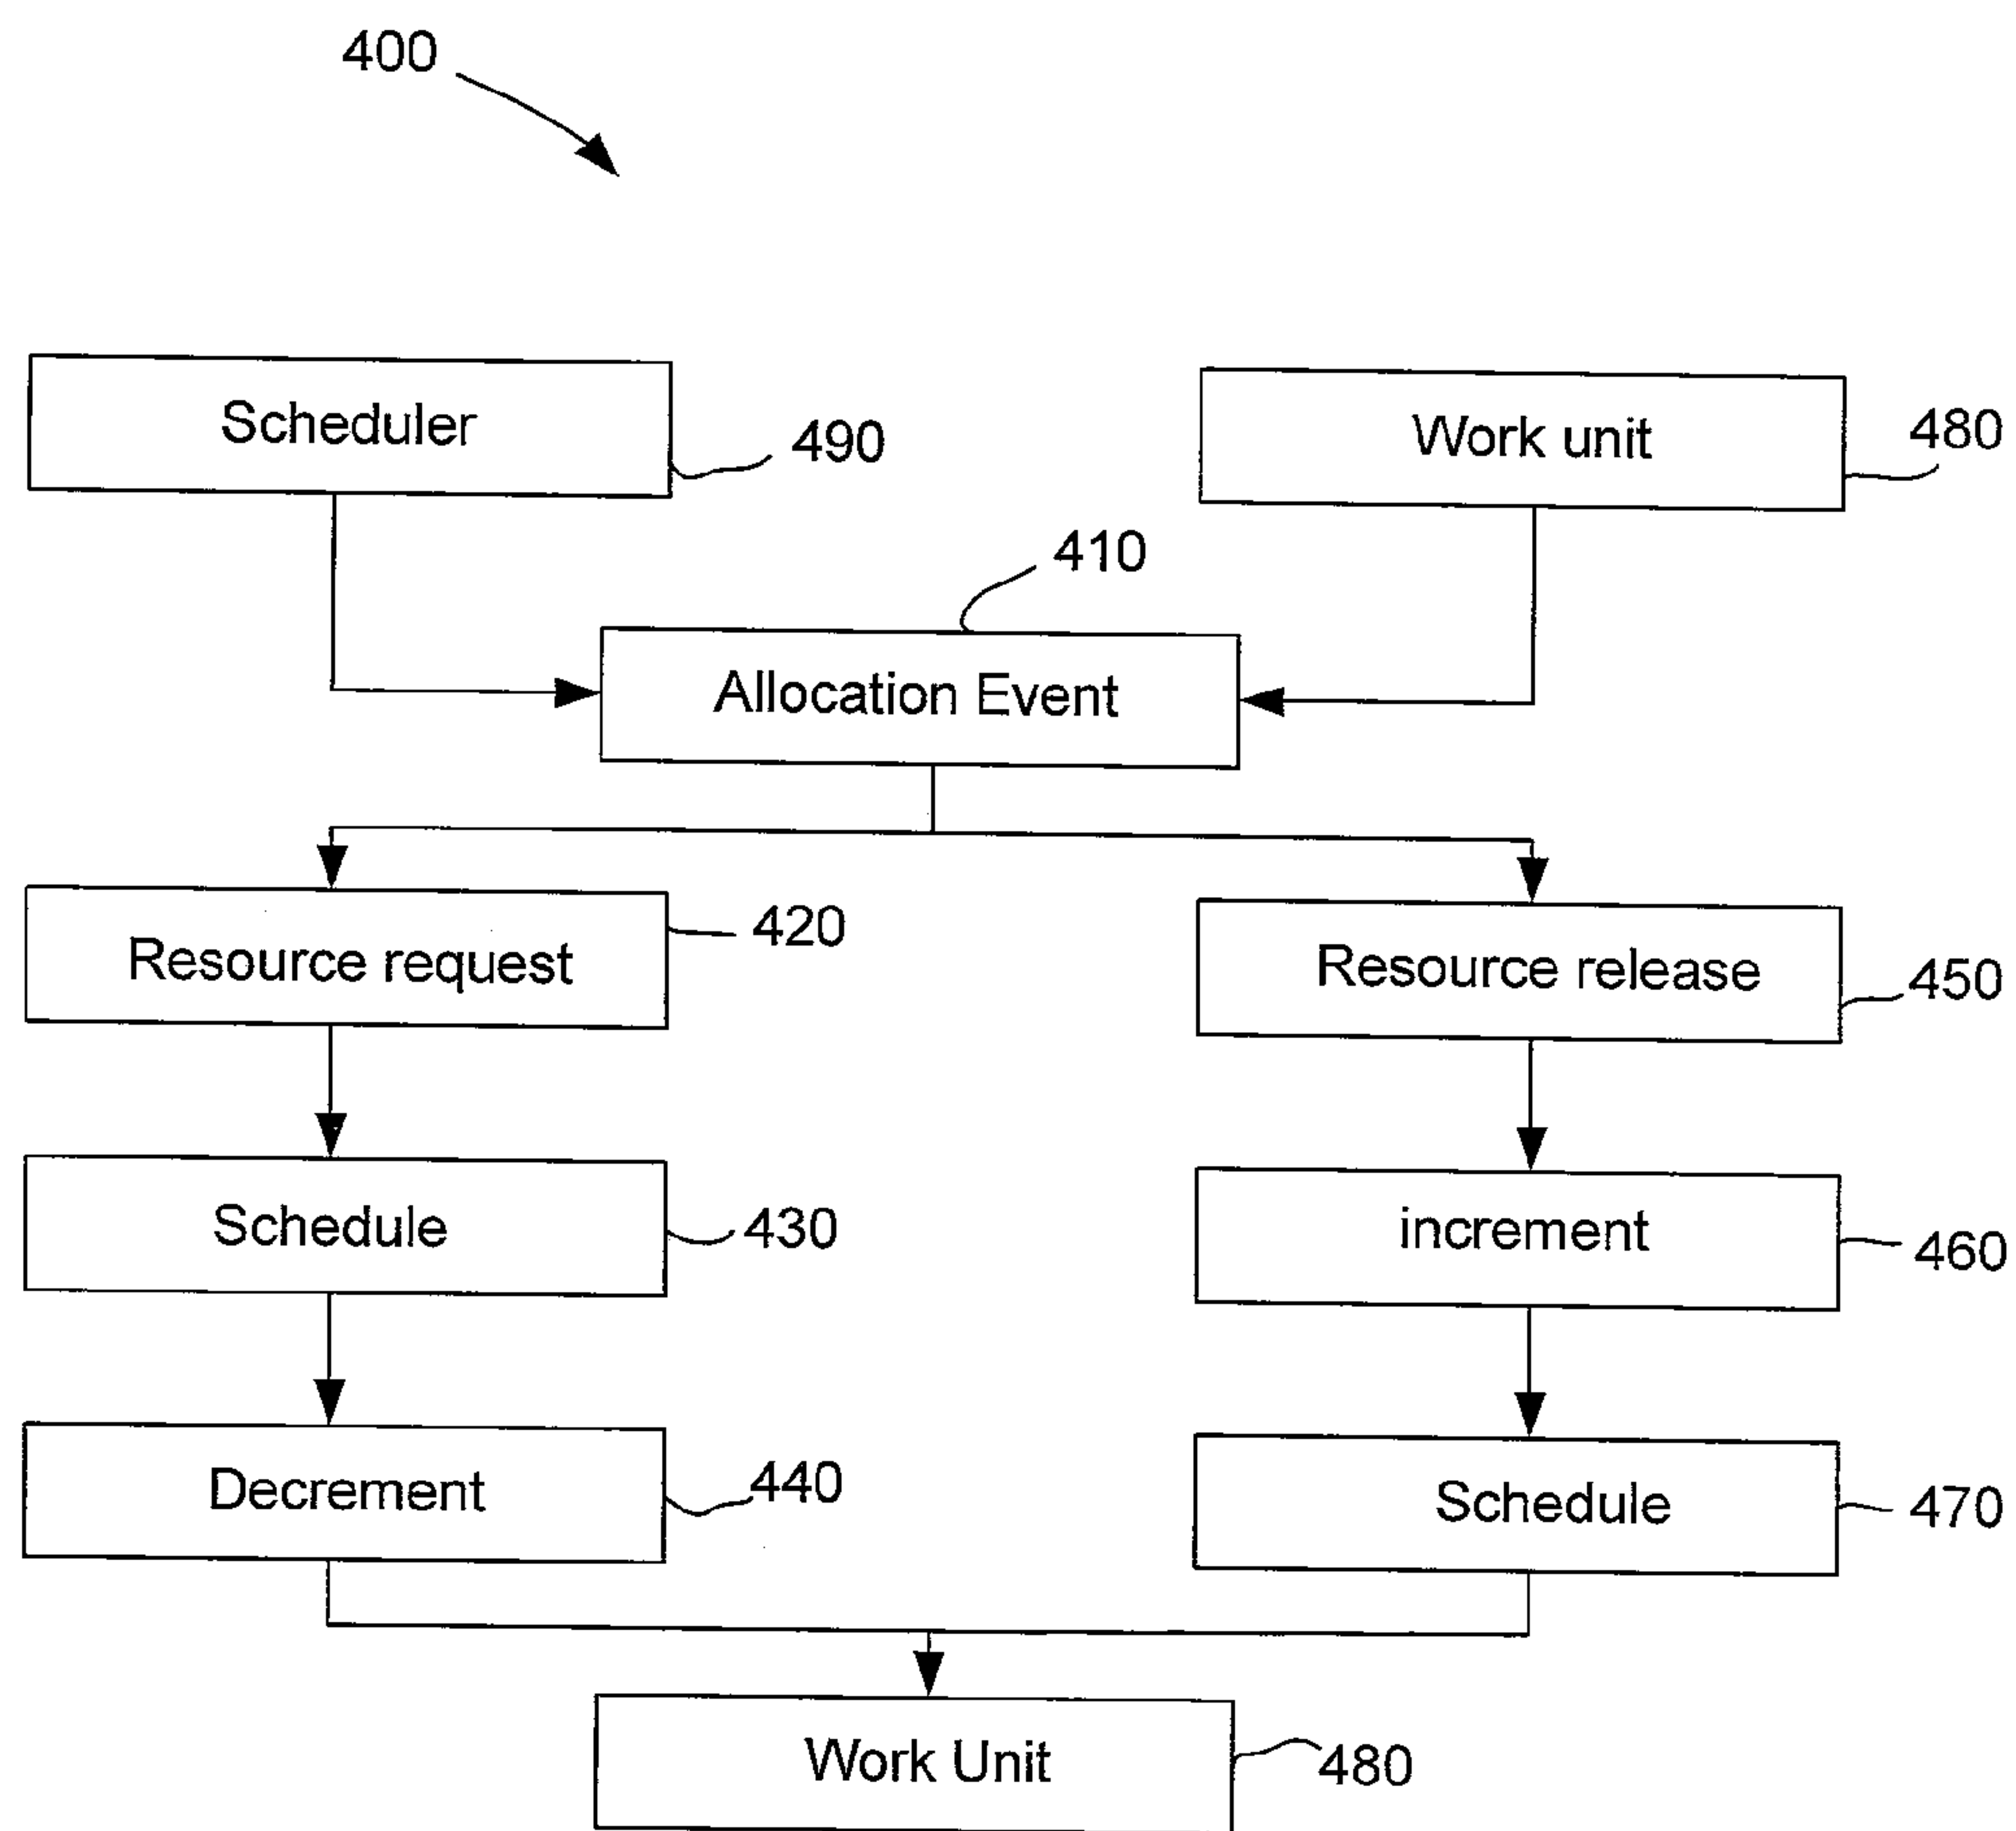 400
Scheduler
490
Work unit
480
410
Allocation Event
Resource request
420
Resource release
450
Schedule
430
increment
460
Decrement
440
Schedule
470
Work Unit
480